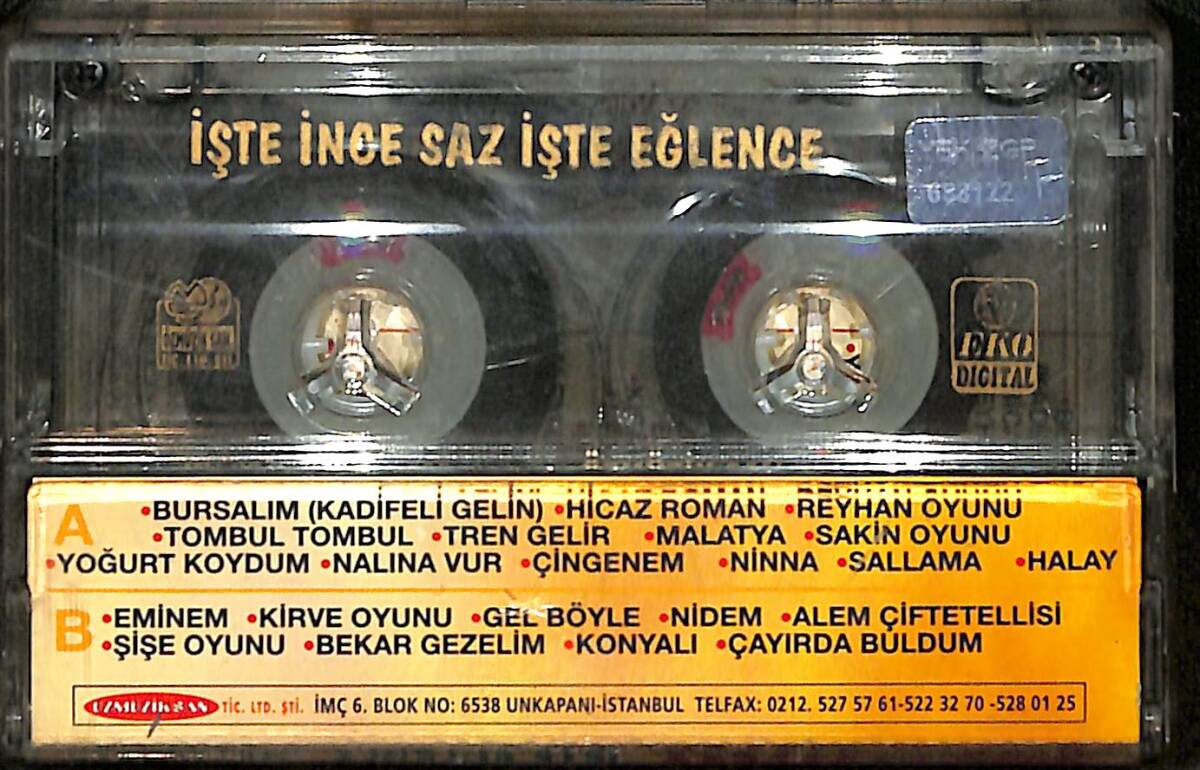 İŞTE İNCE SAZ İŞTE EĞLENCE
EKO
DIGITAL
A
•BURSALIM (KADİFELİ GELİN) •HİCAZ ROMAN •REYHAN OYUNU
•TOMBUL TOMBUL •TREN GELİR •MALATYA •SAKİN OYUNU
•YOĞURT KOYDUM •NALINA VUR •ÇİNGENEM •NİNNA •SALLAMA •HALAY
B
•EMİNEM •KİRVE OYUNU •GEL BÖYLE •NİDEM •ALEM ÇİFTETELLİSİ
•ŞİŞE OYUNU •BEKAR GEZELİM •KONYALI •ÇAYIRDA BULDUM
UZMÜZİKSAN TİC. LTD. ŞTİ. İMÇ 6. BLOK NO: 6538 UNKAPANI-İSTANBUL TELFAX: 0212. 527 57 61-522 32 70 -528 01 25